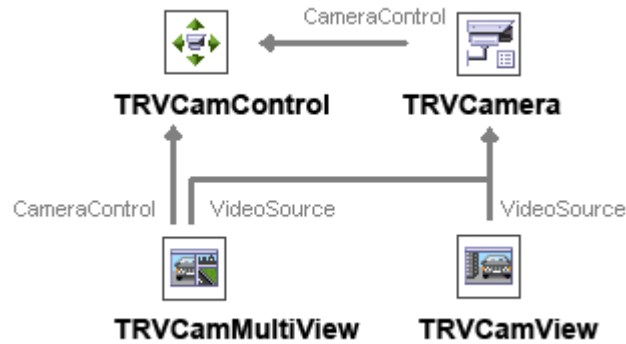 CameraControl
TRVCamControl
TRVCamera
CameraControl
VideoSource
VideoSource
TRVCamMultiView
TRVCamView